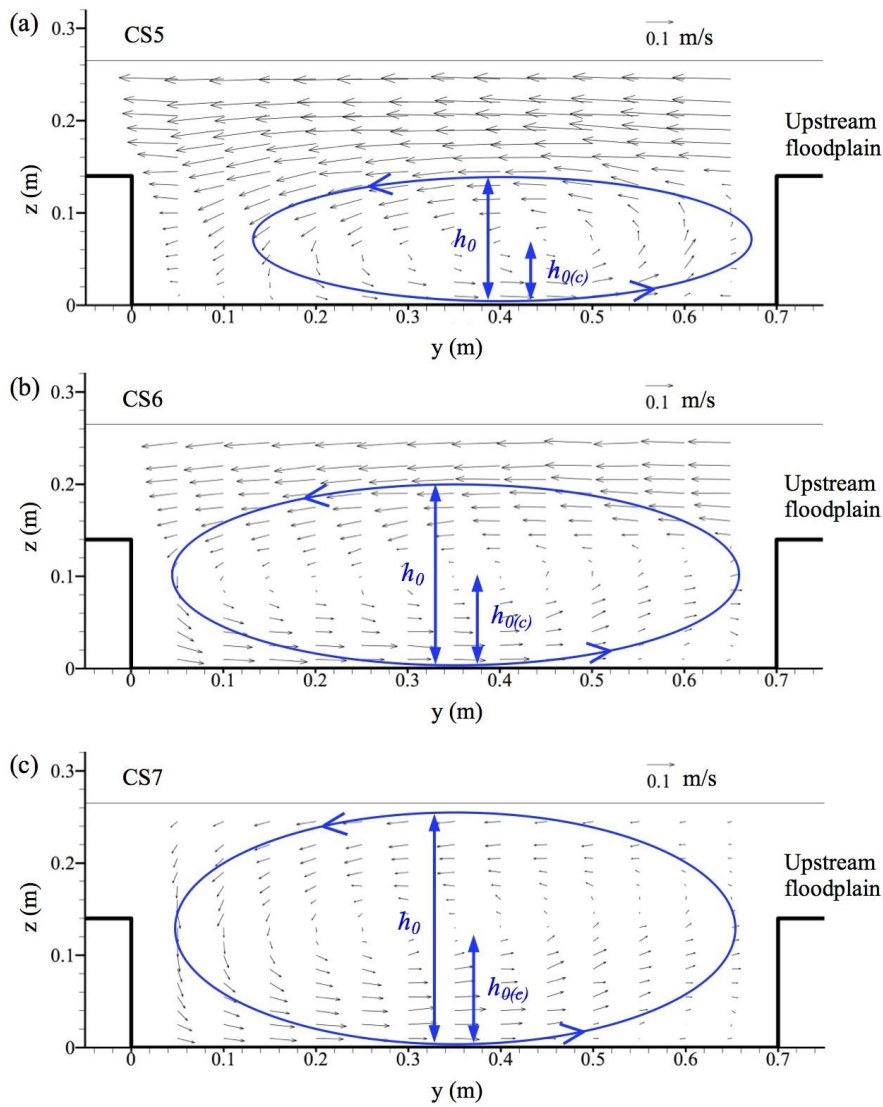 (a)
CS5
0.1 m/s
0.3
0.2
0.1
0
z (m)
Upstream
floodplain
h0
h0(c)
0 0.1 0.2 0.3 0.4 0.5 0.6 0.7
y (m)
(b)
CS6
0.1 m/s
0.3
0.2
0.1
0
z (m)
Upstream
floodplain
h0
h0(c)
0 0.1 0.2 0.3 0.4 0.5 0.6 0.7
y (m)
(c)
CS7
0.1 m/s
0.3
0.2
0.1
0
z (m)
Upstream
floodplain
h0
h0(c)
0 0.1 0.2 0.3 0.4 0.5 0.6 0.7
y (m)